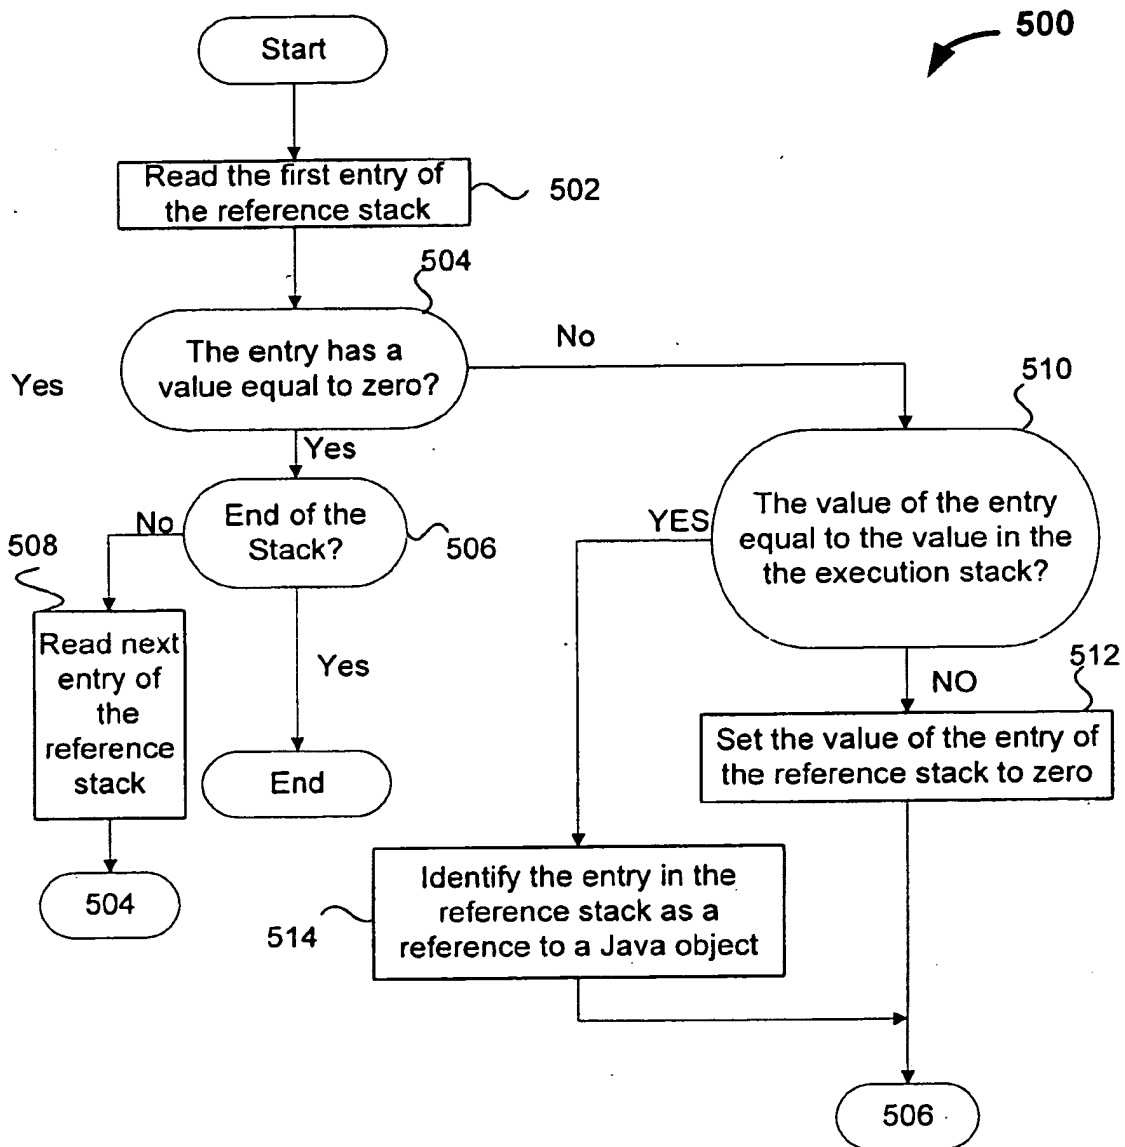 500
Start
Read the first entry of
the reference stack
502
504
The entry has a
value equal to zero?
No
Yes
510
Yes
End of the
Stack?
No
506
508
The value of the entry
equal to the value in the
the execution stack?
YES
Read next
entry of
the
reference
stack
Yes
NO
512
Set the value of the entry of
the reference stack to zero
End
504
Identify the entry in the
reference stack as a
reference to a Java object
514
506